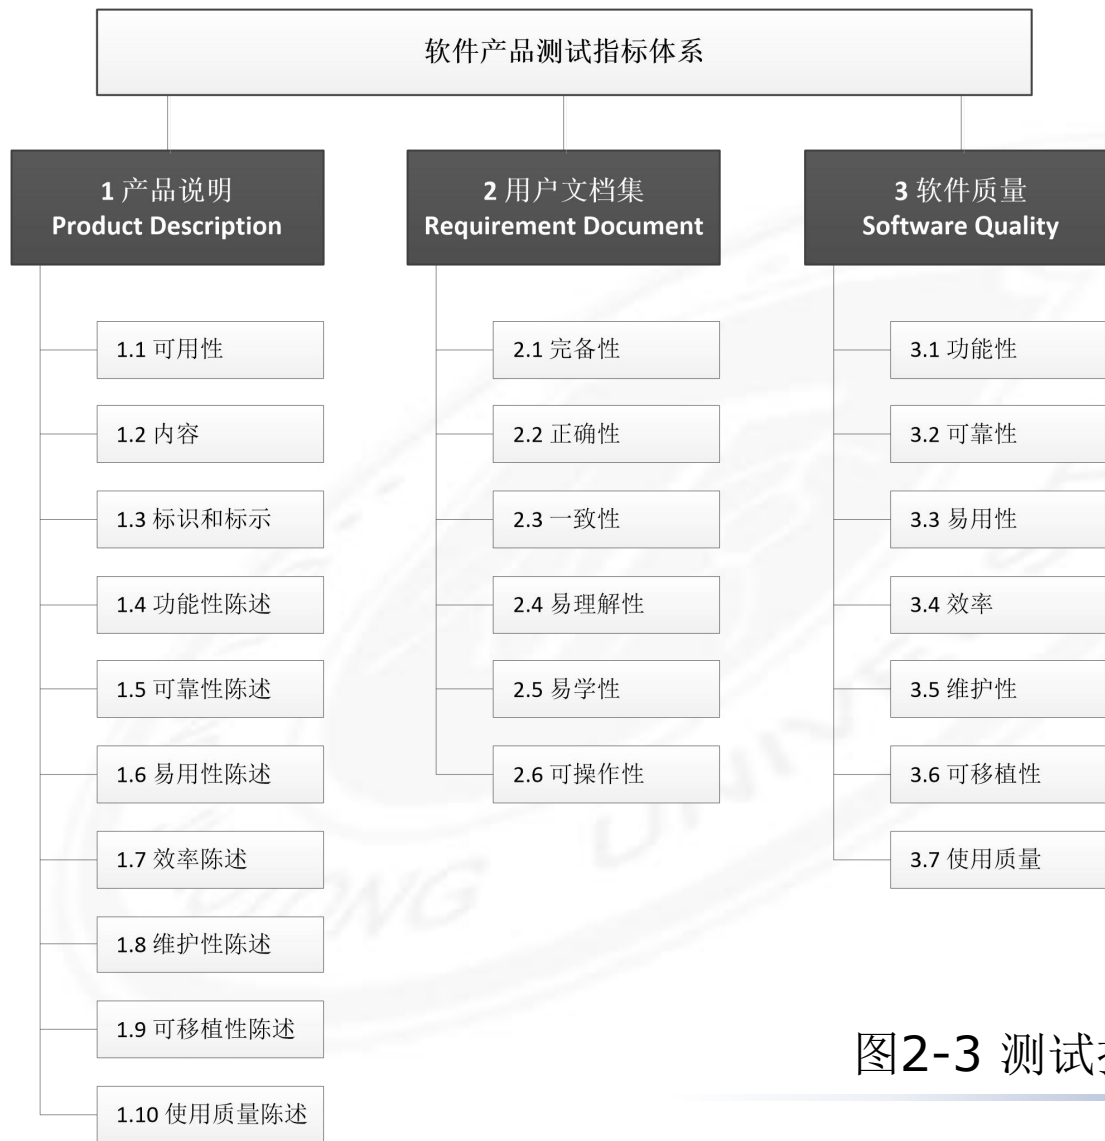 软件产品测试指标体系
1 产品说明
Product Description
1.1 可用性
1.2 内容
1.3 标识和标示
1.4 功能性陈述
1.5 可靠性陈述
1.6 易用性陈述
1.7 效率陈述
1.8 维护性陈述
1.9 可移植性陈述
1.10 使用质量陈述
2 用户文档集
Requirement Document
2.1 完备性
2.2 正确性
2.3 一致性
2.4 易理解性
2.5 易学性
2.6 可操作性
3 软件质量
Software Quality
3.1 功能性
3.2 可靠性
3.3 易用性
3.4 效率
3.5 维护性
3.6 可移植性
3.7 使用质量
图2-3 测试